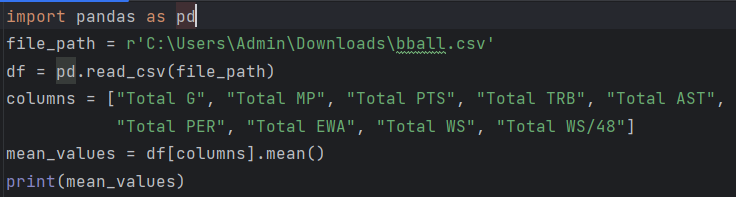 import pandas as pd
file_path = r'C:\Users\Admin\Downloads\bball.csv'
df = pd.read_csv(file_path)
columns = ["Total G", "Total MP", "Total PTS", "Total TRB", "Total AST",
"Total PER", "Total EWA", "Total WS", "Total WS/48"]
mean_values = df[columns].mean()
print(mean_values)